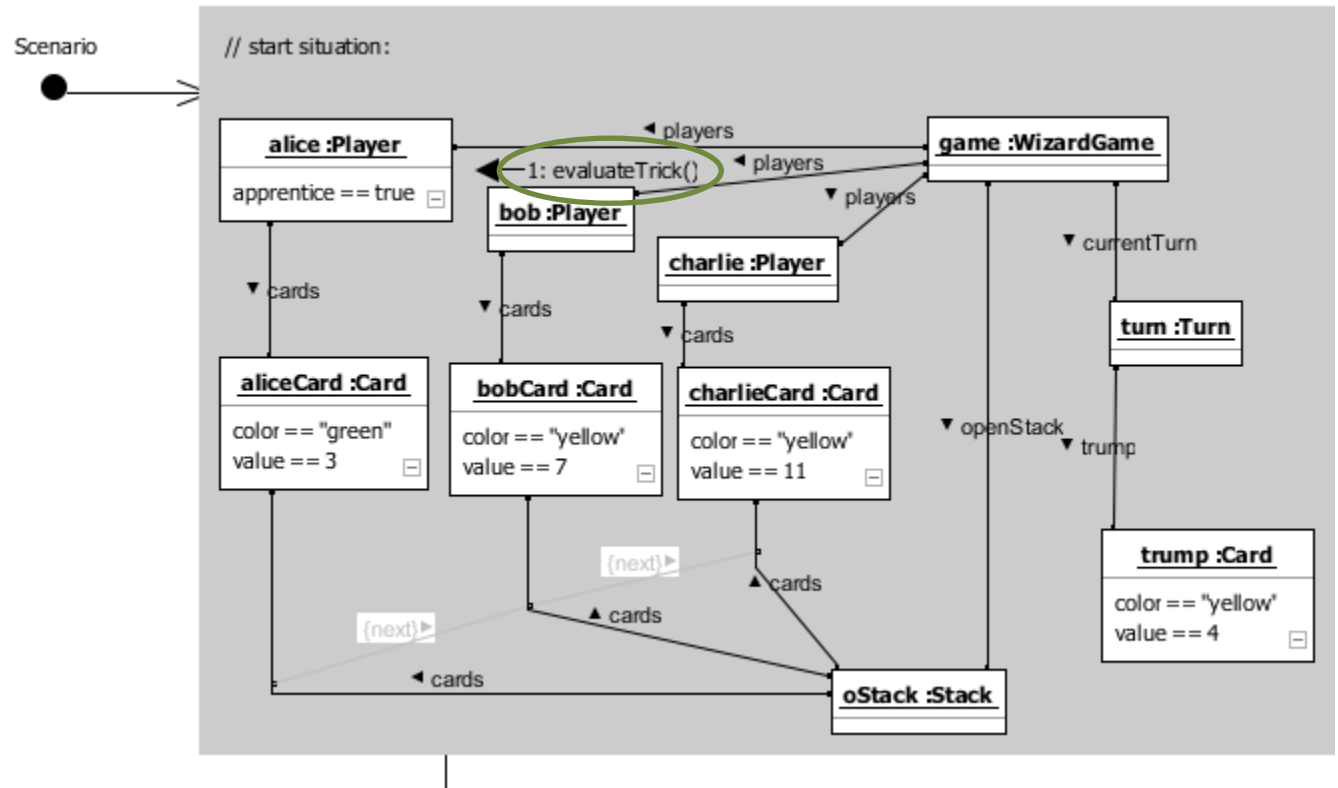 Scenario
// start situation:
alice :Player
apprentice == true
◄ players
1: evaluateTrick()
◄ players
▼ players
game :WizardGame
bob :Player
charlie :Player
▼ currentTurn
▼ cards
▼ cards
▼ cards
turn :Turn
aliceCard :Card
color == "green"
value == 3
bobCard :Card
color == "yellow"
value == 7
charlieCard :Card
color == "yellow"
value == 11
▼ openStack
▼ trump
{next}►
{next}►
▲ cards
▲ cards
◄ cards
trump :Card
color == "yellow"
value == 4
oStack :Stack